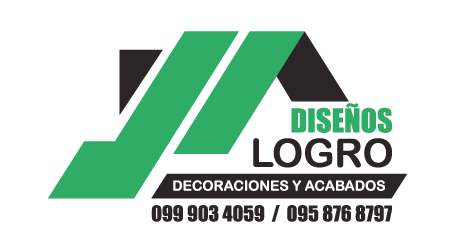 DISEÑOS
LOGRO
DECORACIONES Y ACABADOS
099 903 4059 / 095 876 8797